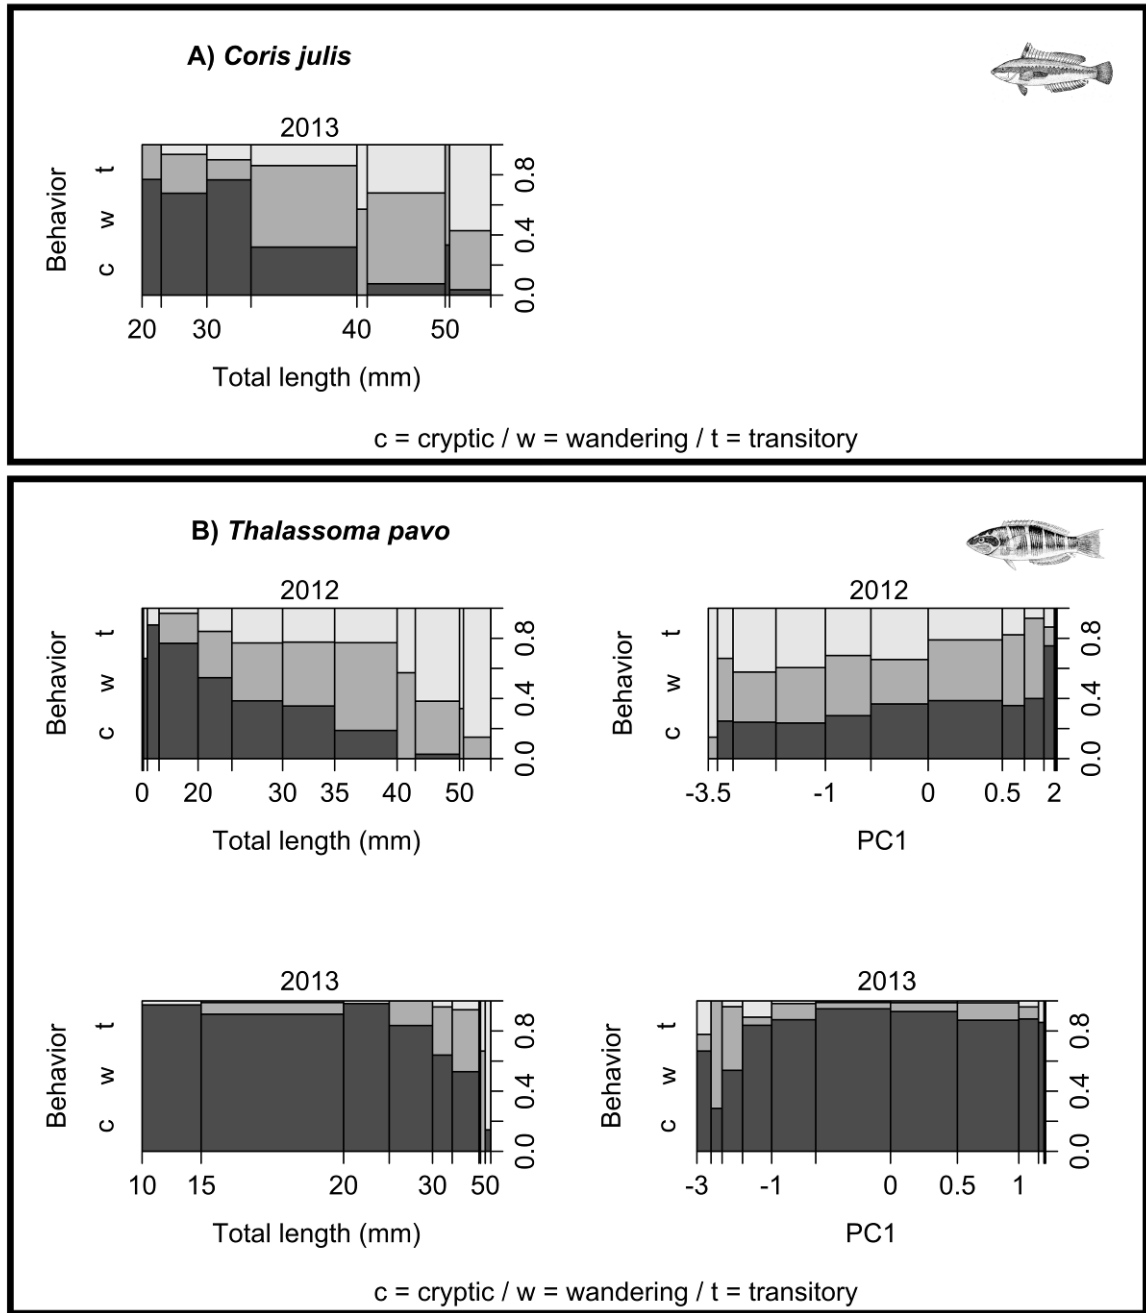 A) Coris julis
2013
Behavior
c w t
0.0 0.4 0.8
20 30 40 50
Total length (mm)
c = cryptic / w = wandering / t = transitory
B) Thalassoma pavo
2012
Behavior
c w t
0.0 0.4 0.8
0 20 30 35 40 50
Total length (mm)
2012
Behavior
c w t
0.0 0.4 0.8
-3.5 -1 0 0.5 2
PC1
2013
Behavior
c w t
0.0 0.4 0.8
10 15 20 30 50
Total length (mm)
2013
Behavior
c w t
0.0 0.4 0.8
-3 -1 0 0.5 1
PC1
c = cryptic / w = wandering / t = transitory